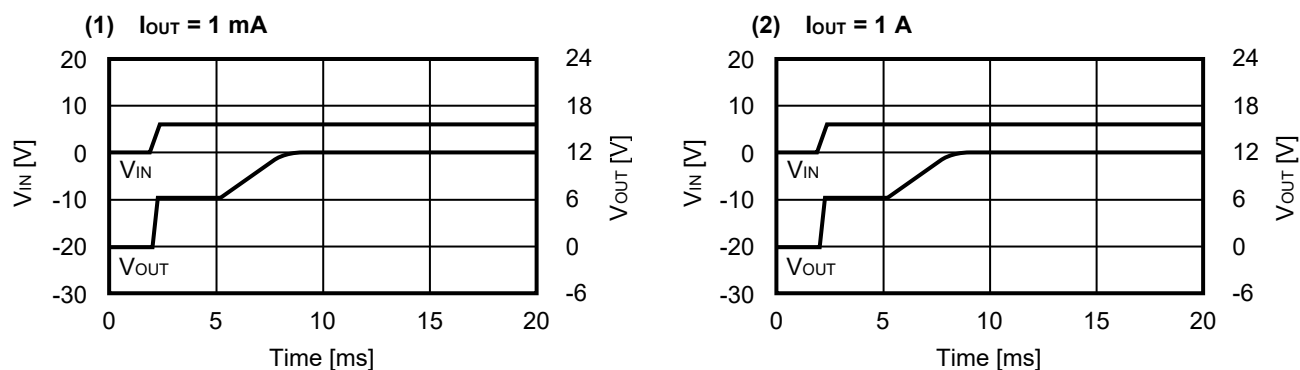 (1) IOUT = 1 mA
20
10
0
-10
-20
-30
VIN [V]
VIN
VOUT
24
18
12
6
0
-6
VOUT [V]
0 5 10 15 20
Time [ms]
(2) IOUT = 1 A
20
10
0
-10
-20
-30
VIN [V]
VIN
VOUT
24
18
12
6
0
-6
VOUT [V]
0 5 10 15 20
Time [ms]